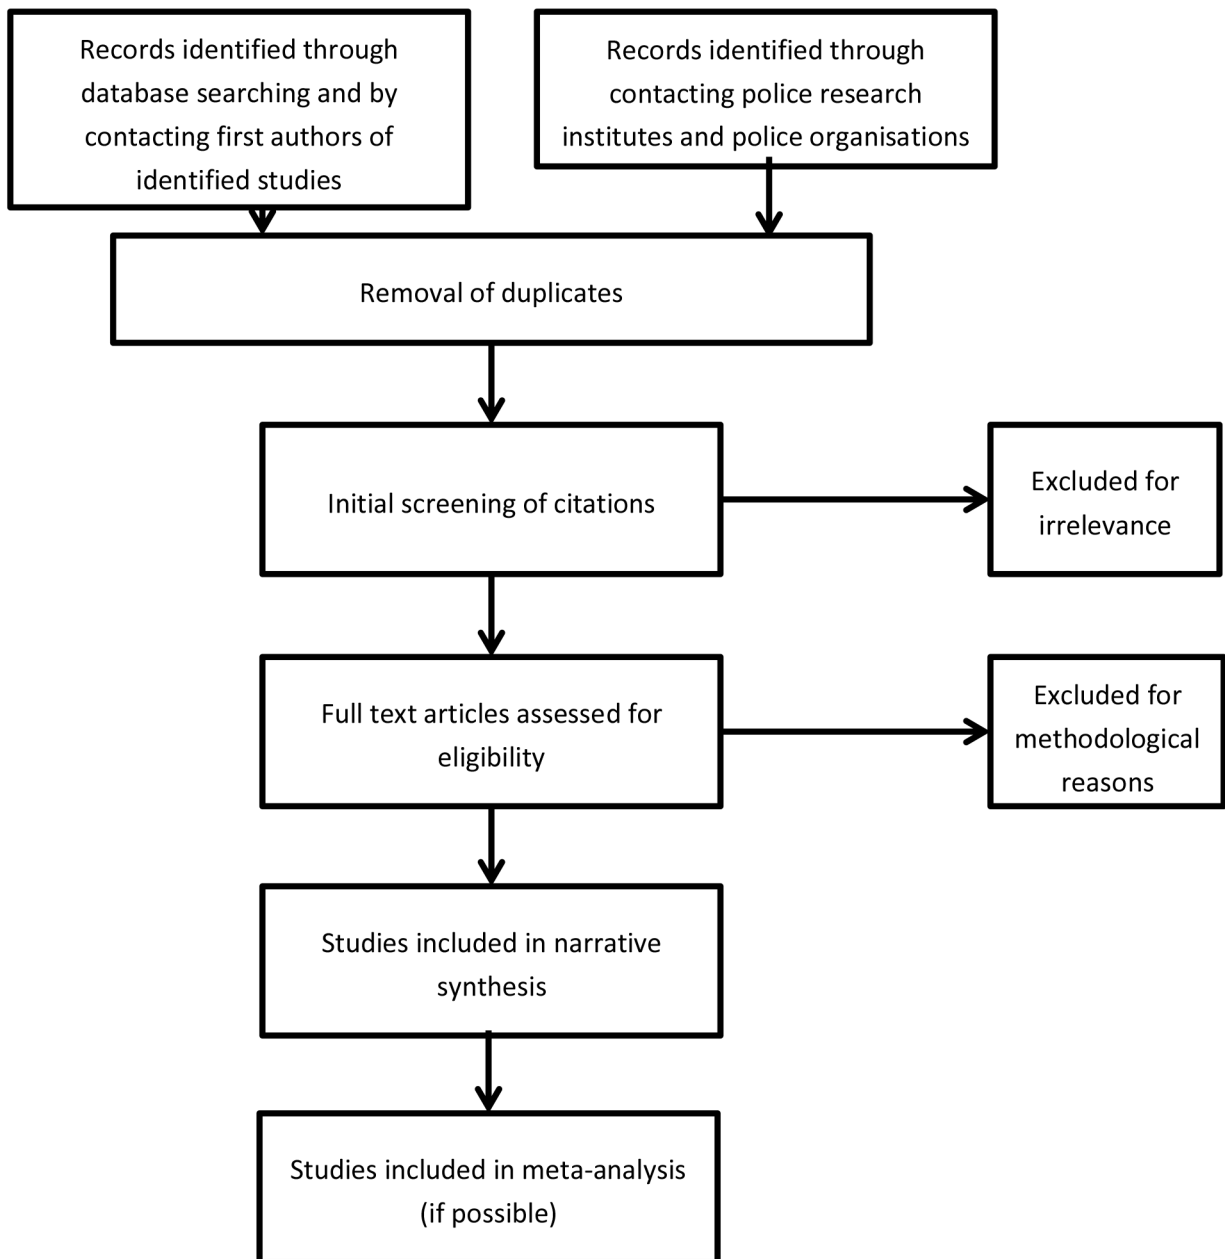 Records identified through
database searching and by
contacting first authors of
identified studies
Records identified through
contacting police research
institutes and police organisations
Removal of duplicates
Initial screening of citations
Excluded for
irrelevance
Full text articles assessed for
eligibility
Excluded for
methodological
reasons
Studies included in narrative
synthesis
Studies included in meta-analysis
(if possible)